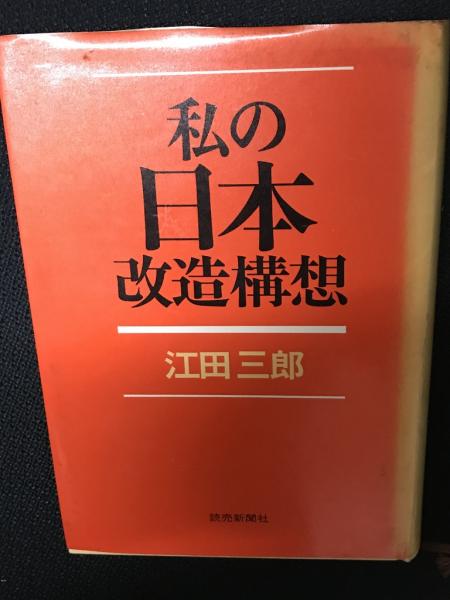 私の
日本
改造構想
江田三郎
読売新聞社